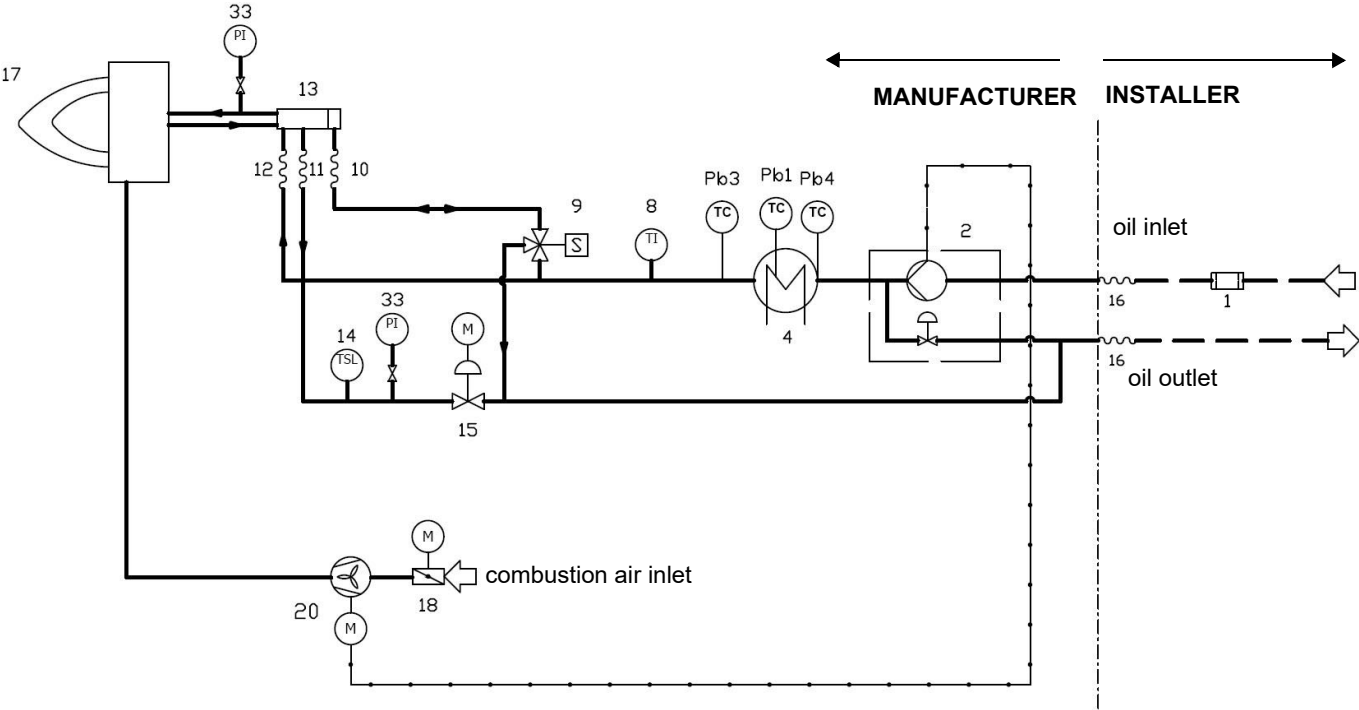 33
PI
17
13
MANUFACTURER INSTALLER
12 11 10
Pb3 Pb1 Pb4
TC TC TC
9
8
2
oil inlet
S
TI
16
1
33
PI
M
14
TSL
4
16
oil outlet
15
M
combustion air inlet
20
18
M